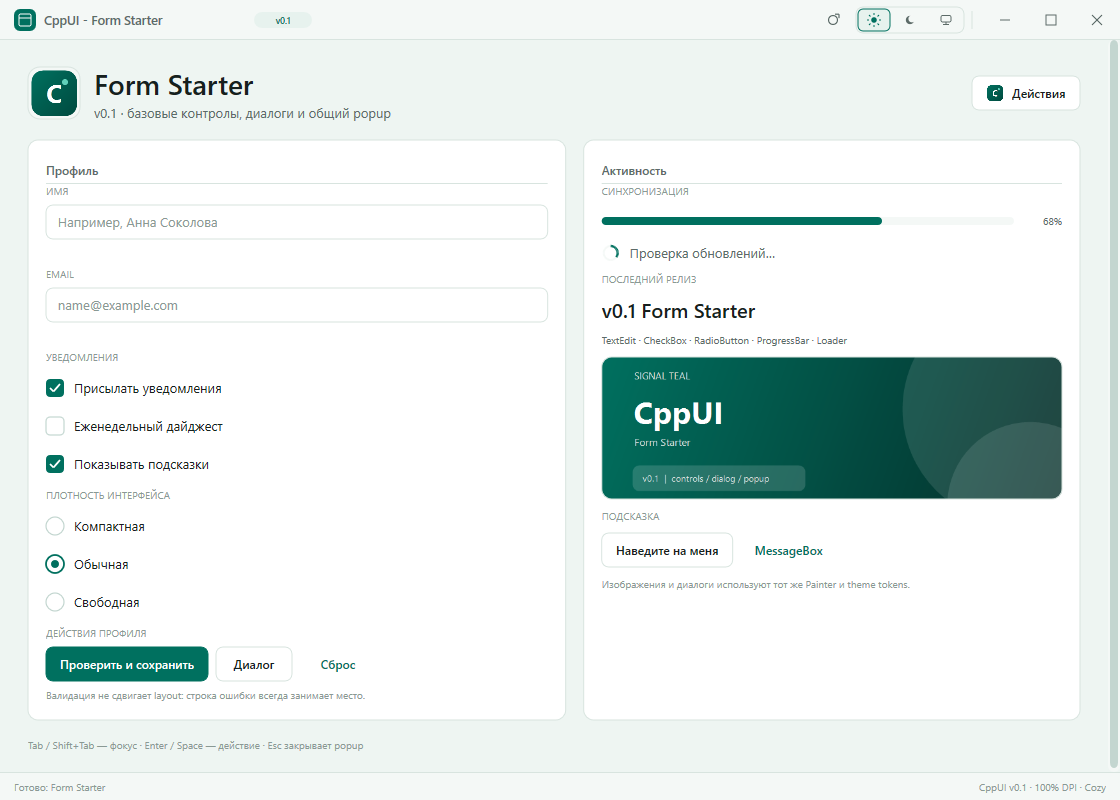 CppUI - Form Starter
v0.1
C
Form Starter
v0.1 · базовые контролы, диалоги и общий popup
C
Действия
Профиль
ИМЯ
Например, Анна Соколова
EMAIL
name@example.com
УВЕДОМЛЕНИЯ
Присылать уведомления
Еженедельный дайджест
Показывать подсказки
ПЛОТНОСТЬ ИНТЕРФЕЙСА
Компактная
Обычная
Свободная
ДЕЙСТВИЯ ПРОФИЛЯ
Проверить и сохранить
Диалог
Сброс
Валидация не сдвигает layout: строка ошибки всегда занимает место.
Активность
СИНХРОНИЗАЦИЯ
68%
Проверка обновлений...
ПОСЛЕДНИЙ РЕЛИЗ
v0.1 Form Starter
TextEdit · CheckBox · RadioButton · ProgressBar · Loader
SIGNAL TEAL
CppUI
Form Starter
v0.1 | controls / dialog / popup
ПОДСКАЗКА
Наведите на меня
MessageBox
Изображения и диалоги используют тот же Painter и theme tokens.
Tab / Shift+Tab — фокус · Enter / Space — действие · Esc закрывает popup
Готово: Form Starter
CppUI v0.1 · 100% DPI · Cozy